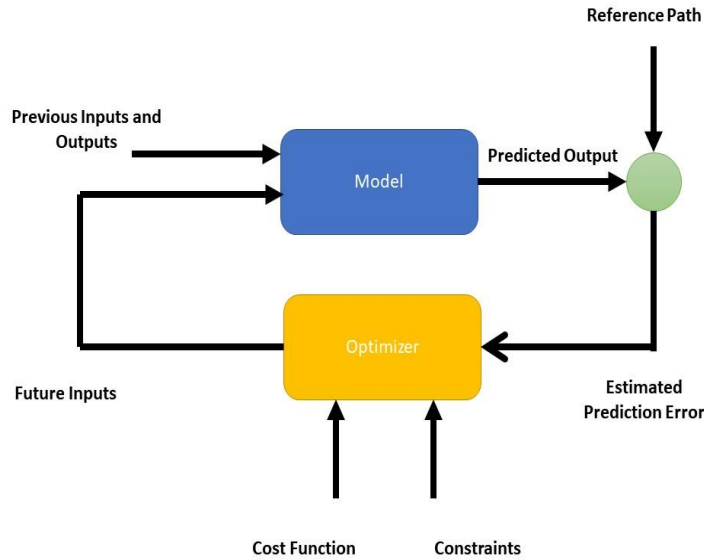 Reference Path
Previous Inputs and
Outputs
Predicted Output
Model
Optimizer
Future Inputs
Estimated
Prediction Error
Cost Function
Constraints